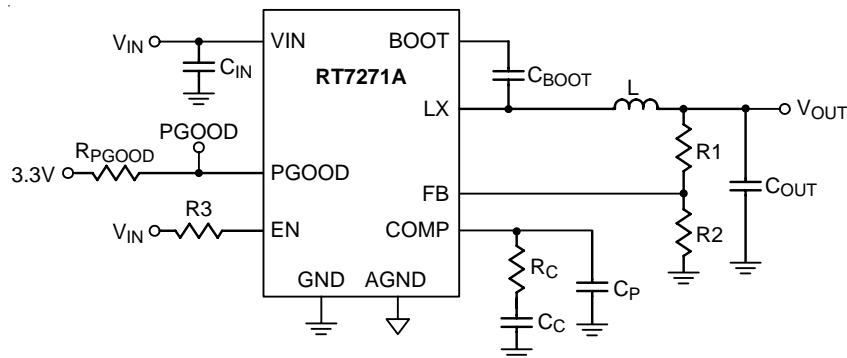 VIN
CIN
VIN
BOOT
CBOOT
RT7271A
LX
L
VOUT
PGOOD
RPGOOD
3.3V
PGOOD
R1
FB
COUT
VIN
R3
EN
COMP
R2
RC
CP
GND
AGND
CC